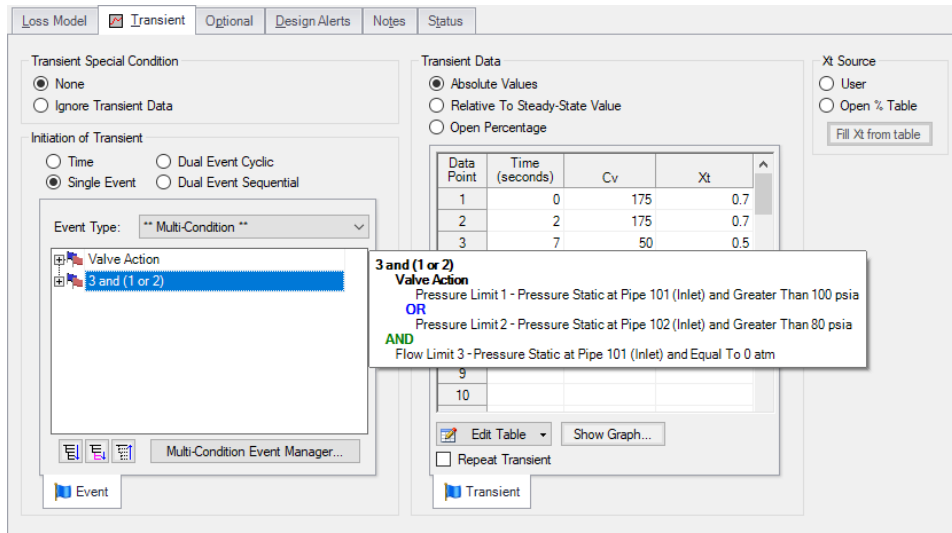 Loss Model
Transient
Optional
Design Alerts
Notes
Status
Transient Special Condition
None
Ignore Transient Data
Initiation of Transient
Time
Dual Event Cyclic
Single Event
Dual Event Sequential
Event Type:
** Multi-Condition **
Valve Action
3 and (1 or 2)
Multi-Condition Event Manager...
Event
Transient Data
Absolute Values
Relative To Steady-State Value
Open Percentage
Data Point
Time (seconds)
Cv
Xt
1 0 175 0.7
2 2 175 0.7
3 7 50 0.5
3 and (1 or 2)
Valve Action
Pressure Limit 1 - Pressure Static at Pipe 101 (Inlet) and Greater Than 100 psia
OR
Pressure Limit 2 - Pressure Static at Pipe 102 (Inlet) and Greater Than 80 psia
AND
Flow Limit 3 - Pressure Static at Pipe 101 (Inlet) and Equal To 0 atm
9
10
Edit Table
Show Graph...
Repeat Transient
Transient
Xt Source
User
Open % Table
Fill Xt from table